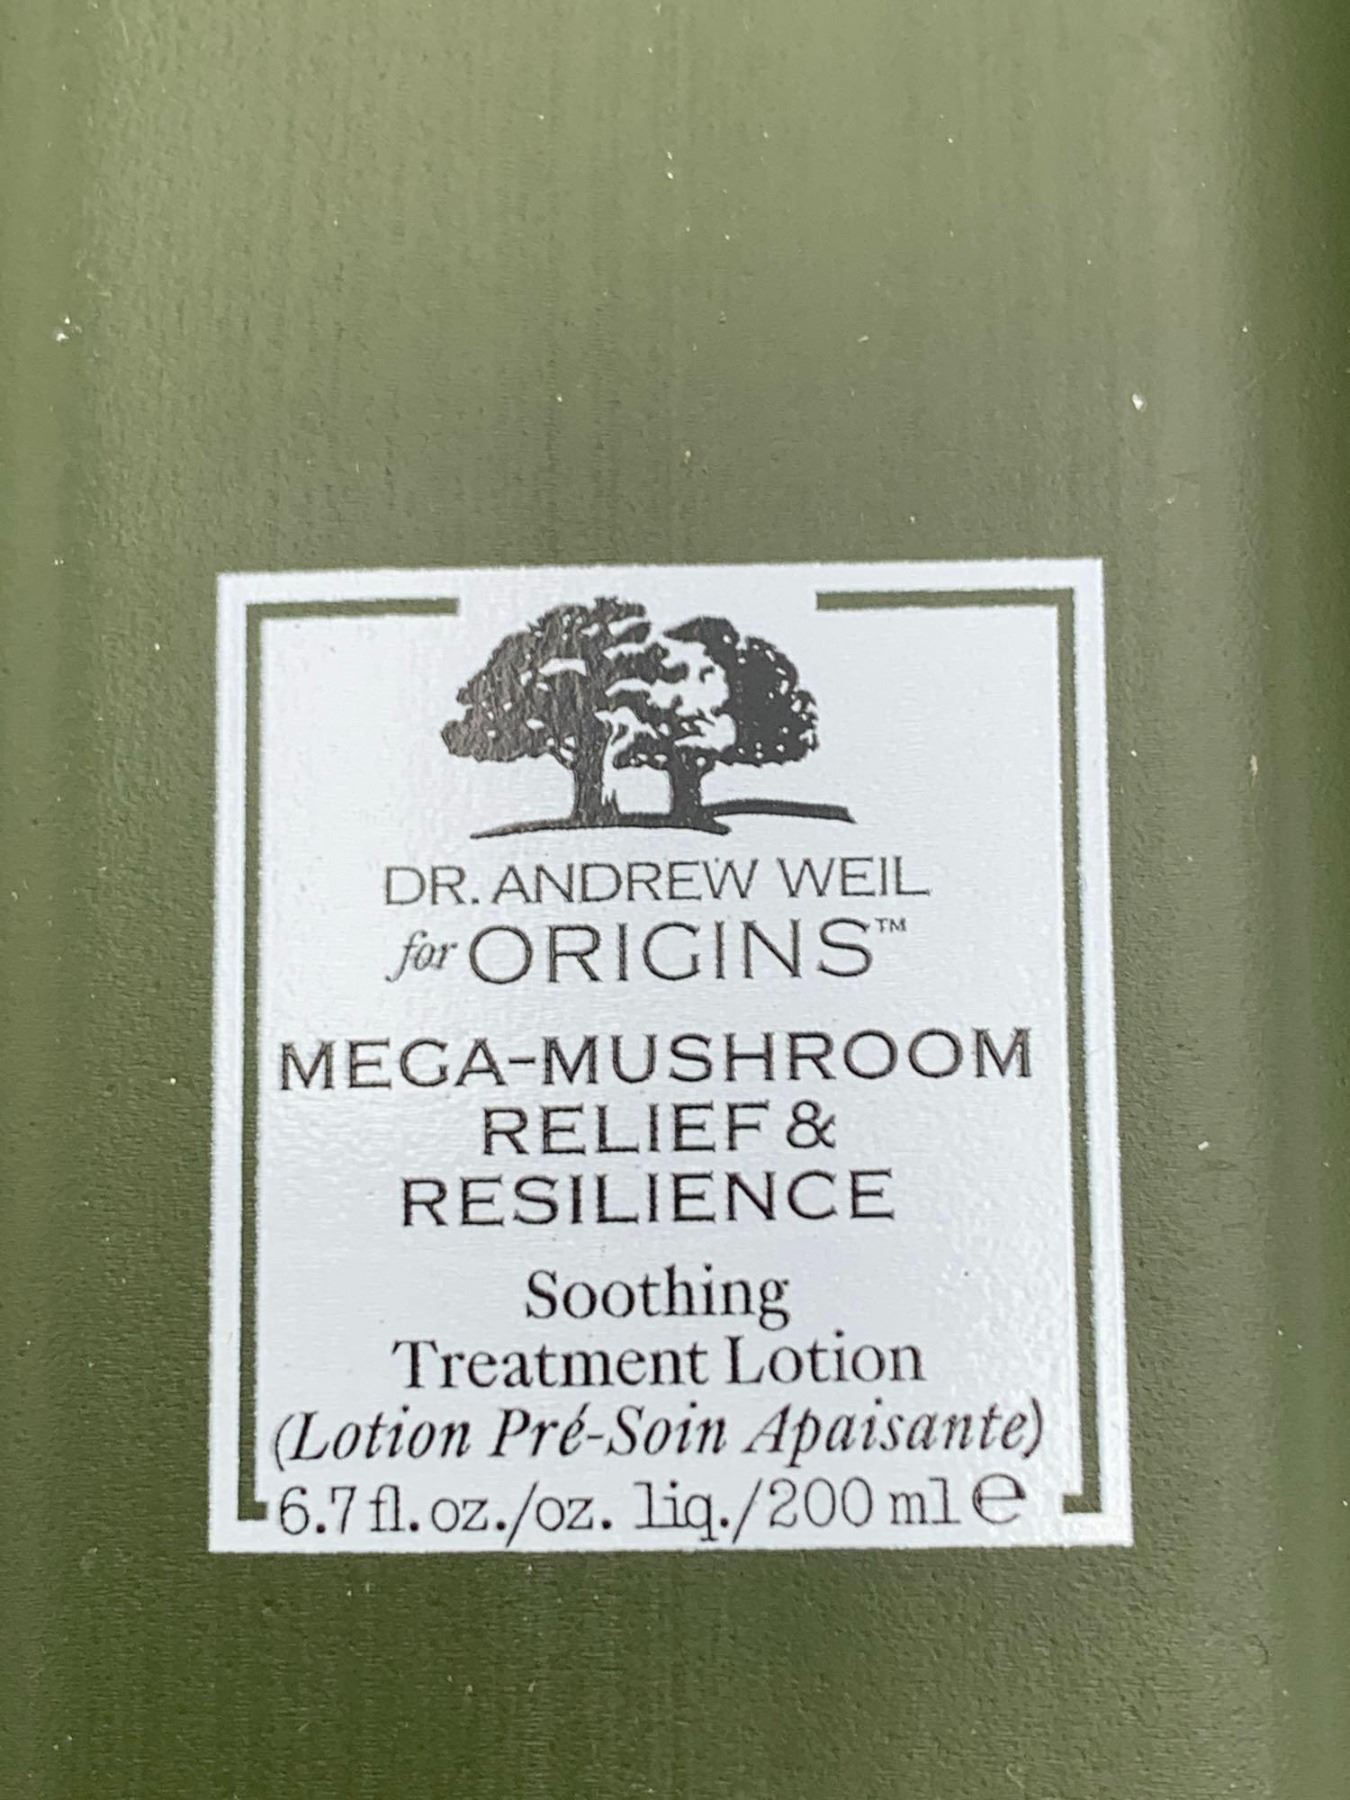 DR. ANDREW WEIL
for ORIGINS™
MEGA-MUSHROOM
RELIEF &
RESILIENCE
Soothing
Treatment Lotion
(Lotion Pré-Soin Apaisante)
6.7 fl. oz./oz. liq./200 ml ℮